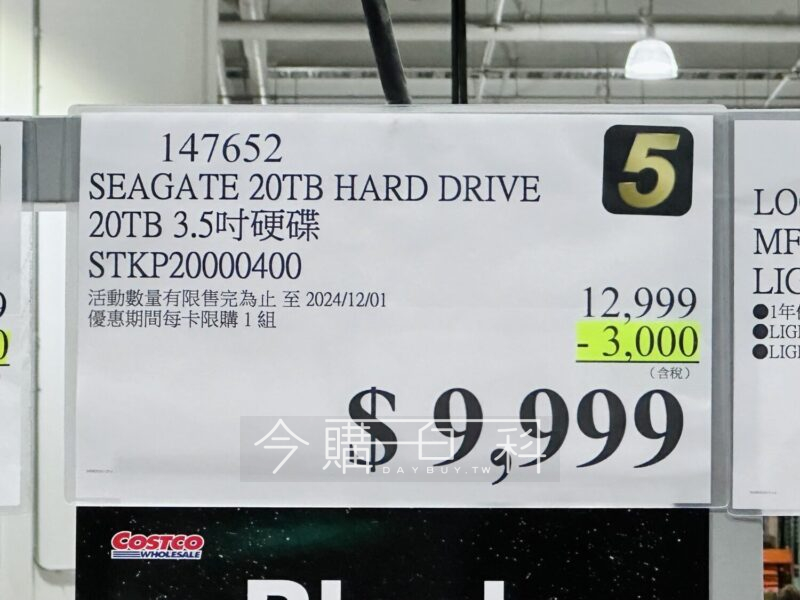 147652
5
SEAGATE 20TB HARD DRIVE
20TB 3.5吋硬碟
STKP20000400
活動數量有限售完為止 至 2024/12/01
優惠期間每卡限購 1 組
12,999
- 3,000
(含稅)
$ 9,999
今購百科
DAYBUY.TW
COSTCO
WHOLESALE
9
0
LO
MF
LIG
●1年
●LIG
●LIG